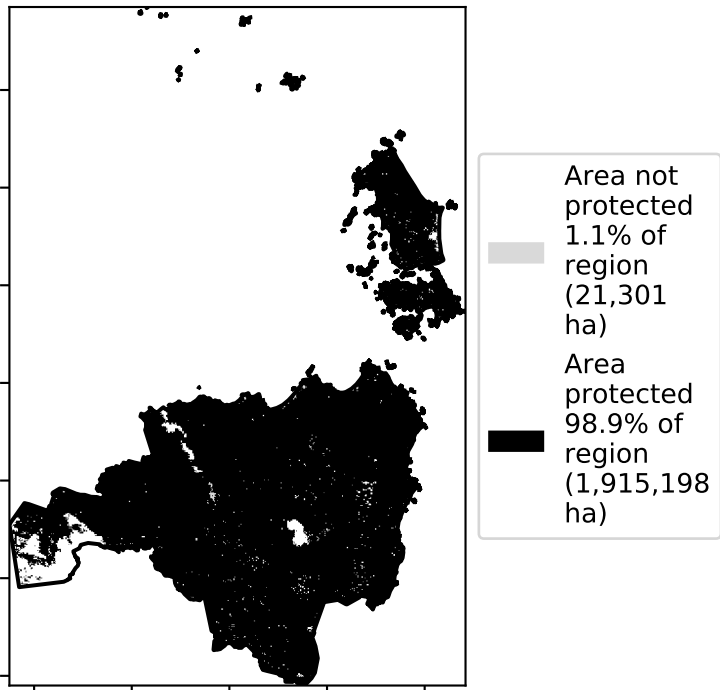 Area not
protected
1.1% of
region
(21,301
ha)
Area
protected
98.9% of
region
(1,915,198
ha)